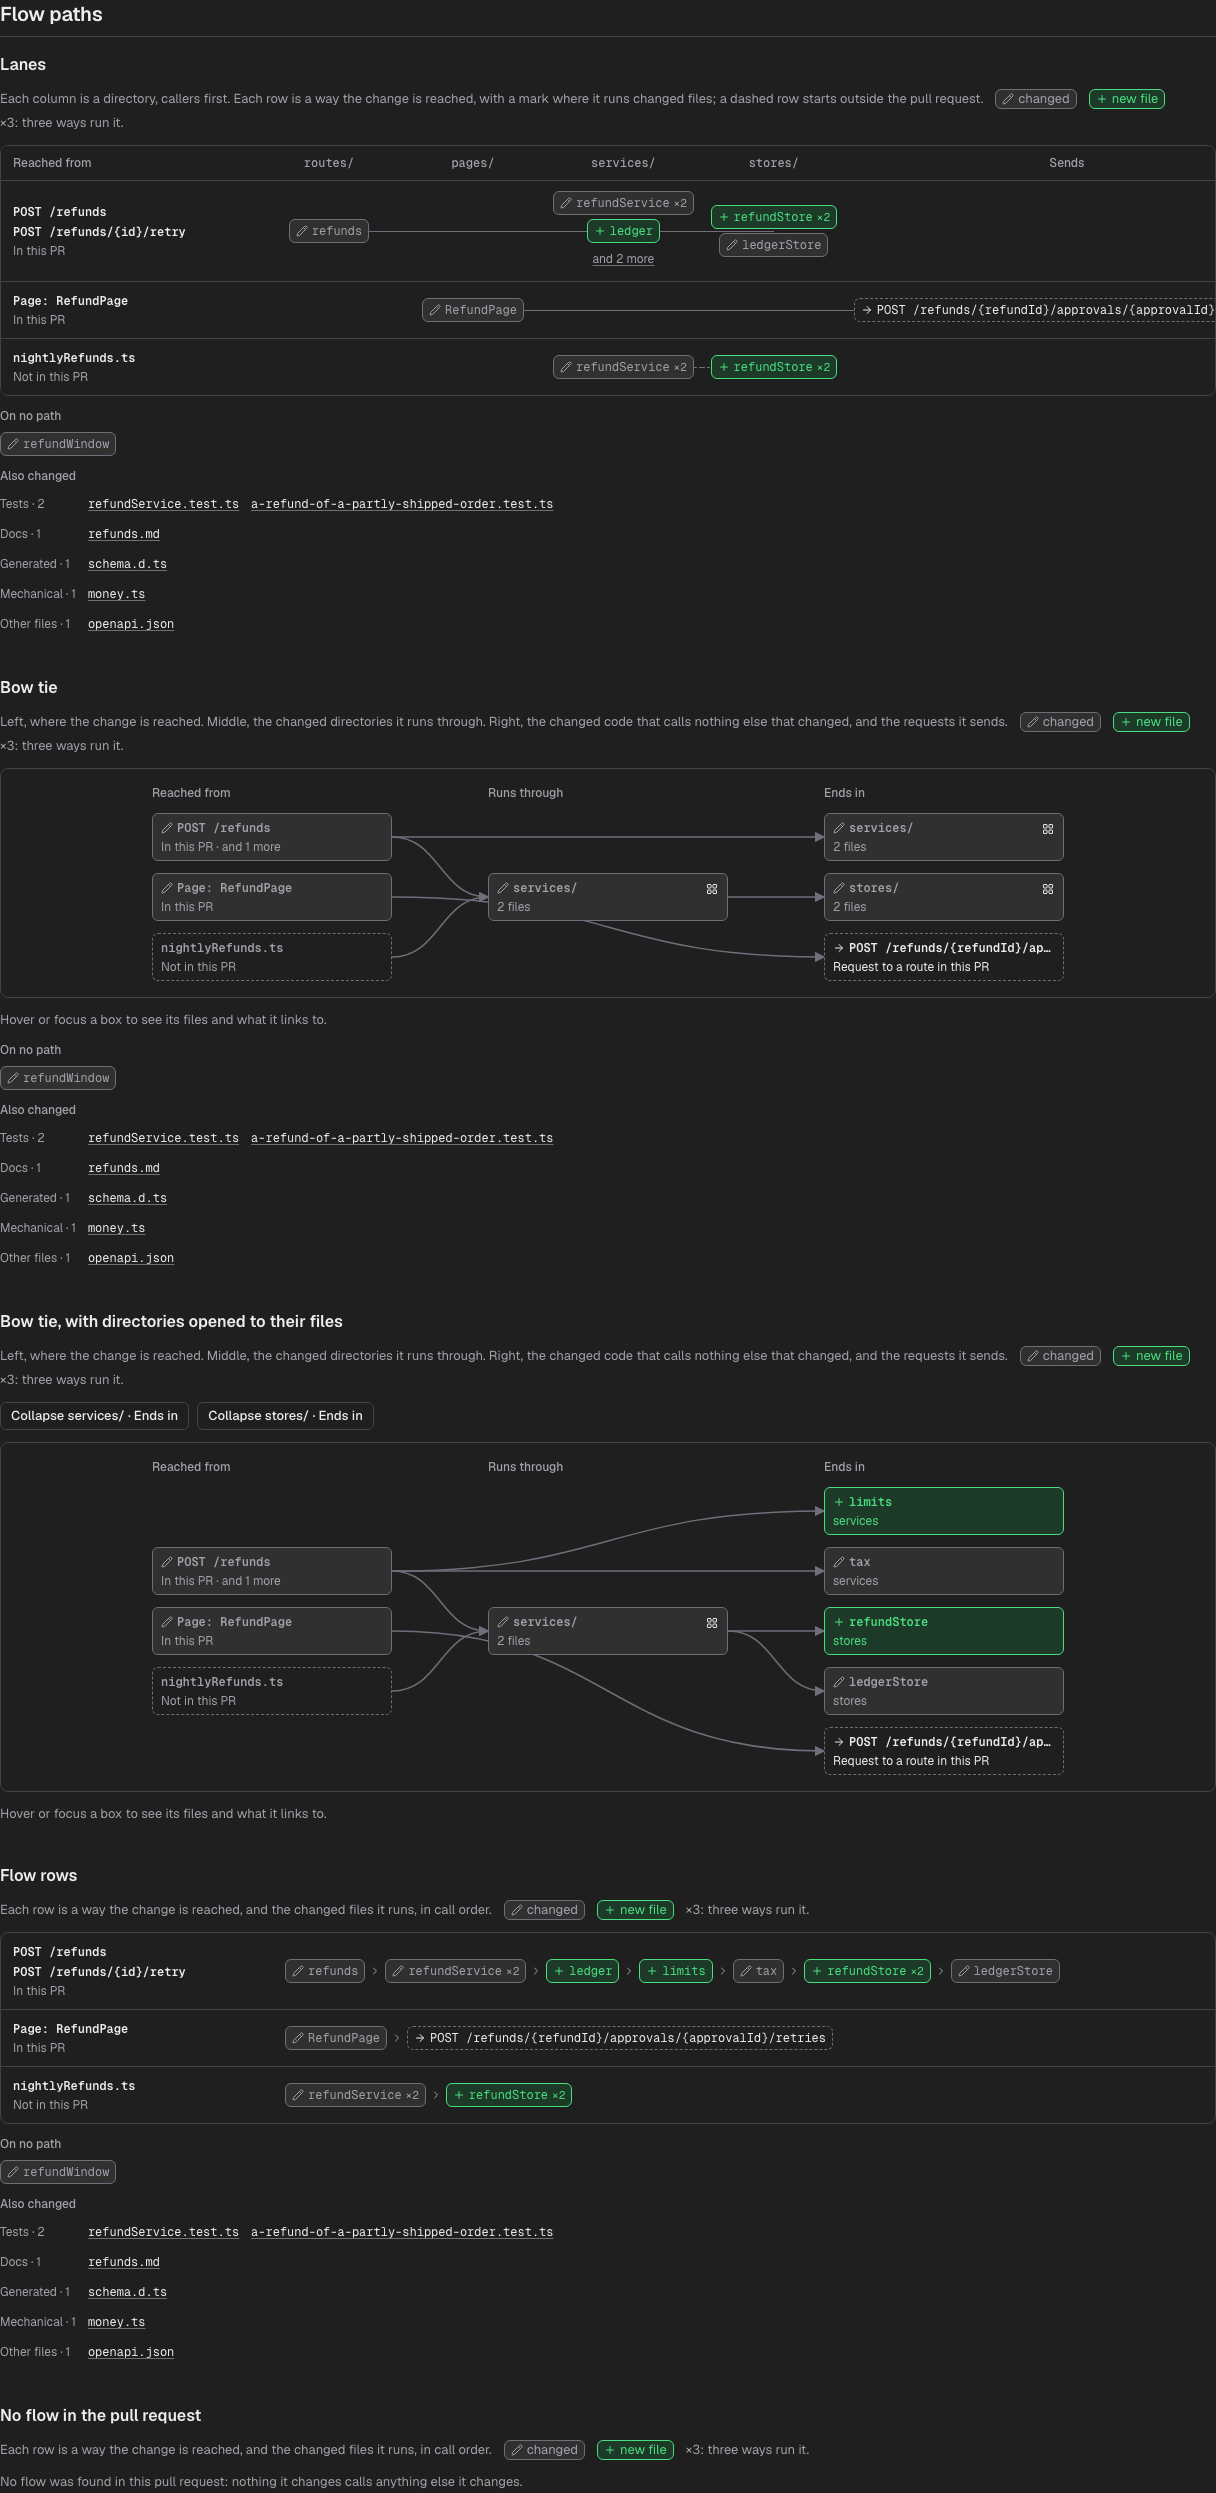 Flow paths
Lanes
Each column is a directory, callers first. Each row is a way the change is reached, with a mark where it runs changed files; a dashed row starts outside the pull request. changed + new file
×3: three ways run it.
Reached from routes/ pages/ services/ stores/ Sends
POST /refunds
POST /refunds/{id}/retry
In this PR
refunds
refundService ×2
+ ledger
and 2 more
+ refundStore ×2
ledgerStore
Page: RefundPage
In this PR
RefundPage
→ POST /refunds/{refundId}/approvals/{approvalId}
nightlyRefunds.ts
Not in this PR
refundService ×2
+ refundStore ×2
On no path
refundWindow
Also changed
Tests · 2 refundService.test.ts a-refund-of-a-partly-shipped-order.test.ts
Docs · 1 refunds.md
Generated · 1 schema.d.ts
Mechanical · 1 money.ts
Other files · 1 openapi.json
Bow tie
Left, where the change is reached. Middle, the changed directories it runs through. Right, the changed code that calls nothing else that changed, and the requests it sends. changed + new file
×3: three ways run it.
Reached from Runs through Ends in
POST /refunds
In this PR · and 1 more
services/
2 files
Page: RefundPage
In this PR
services/
2 files
stores/
2 files
nightlyRefunds.ts
Not in this PR
→ POST /refunds/{refundId}/ap…
Request to a route in this PR
Hover or focus a box to see its files and what it links to.
On no path
refundWindow
Also changed
Tests · 2 refundService.test.ts a-refund-of-a-partly-shipped-order.test.ts
Docs · 1 refunds.md
Generated · 1 schema.d.ts
Mechanical · 1 money.ts
Other files · 1 openapi.json
Bow tie, with directories opened to their files
Left, where the change is reached. Middle, the changed directories it runs through. Right, the changed code that calls nothing else that changed, and the requests it sends. changed + new file
×3: three ways run it.
Collapse services/ · Ends in Collapse stores/ · Ends in
Reached from Runs through Ends in
+ limits
services
POST /refunds
In this PR · and 1 more
tax
services
Page: RefundPage
In this PR
services/
2 files
+ refundStore
stores
nightlyRefunds.ts
Not in this PR
ledgerStore
stores
→ POST /refunds/{refundId}/ap…
Request to a route in this PR
Hover or focus a box to see its files and what it links to.
Flow rows
Each row is a way the change is reached, and the changed files it runs, in call order. changed + new file ×3: three ways run it.
POST /refunds
POST /refunds/{id}/retry
In this PR
refunds > refundService ×2 > + ledger > + limits > tax > + refundStore ×2 > ledgerStore
Page: RefundPage
In this PR
RefundPage > → POST /refunds/{refundId}/approvals/{approvalId}/retries
nightlyRefunds.ts
Not in this PR
refundService ×2 > + refundStore ×2
On no path
refundWindow
Also changed
Tests · 2 refundService.test.ts a-refund-of-a-partly-shipped-order.test.ts
Docs · 1 refunds.md
Generated · 1 schema.d.ts
Mechanical · 1 money.ts
Other files · 1 openapi.json
No flow in the pull request
Each row is a way the change is reached, and the changed files it runs, in call order. changed + new file ×3: three ways run it.
No flow was found in this pull request: nothing it changes calls anything else it changes.